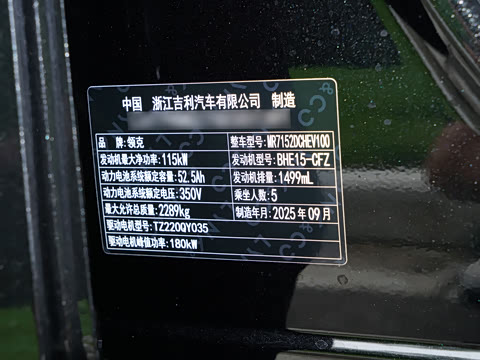 中国 浙江吉利汽车有限公司 制造
品 牌:领克 整车型号:MR7152DCHEV100
发动机最大净功率:115kW 发动机型号:BHE15-CFZ
动力电池系统额定容量:52.5Ah 发动机排量:1499mL
动力电池系统额定电压:350V 乘坐人数:5
最大允许总质量:2289kg 制造年月:2025年09月
驱动电机型号:TZ220QY035
驱动电机峰值功率:180kW